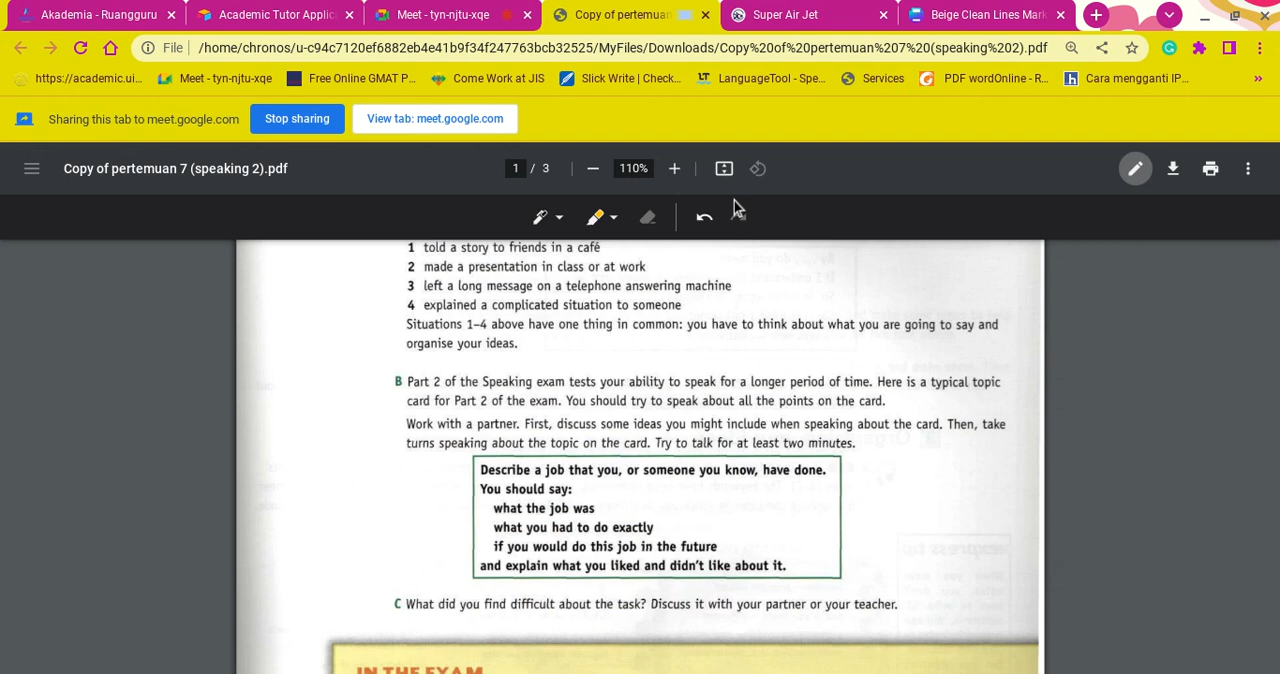 Akademia - Ruangguru
Academic Tutor Applica
Meet - tyn-njtu-xqe
Copy of pertemuan
Super Air Jet
Beige Clean Lines Mark
File
/home/chronos/u-c94c7120ef6882eb4e41b9f34f247763bcb32525/MyFiles/Downloads/Copy%20of%20pertemuan%207%20(speaking%202).pdf
https://academic.ui...
Meet - tyn-njtu-xqe
Free Online GMAT P...
Come Work at JIS
Slick Write | Check...
LanguageTool - Spe...
Services
PDF wordOnline - R...
Cara mengganti IP...
Sharing this tab to meet.google.com
Stop sharing
View tab: meet.google.com
Copy of pertemuan 7 (speaking 2).pdf
1 / 3
110%
1 told a story to friends in a café
2 made a presentation in class or at work
3 left a long message on a telephone answering machine
4 explained a complicated situation to someone
Situations 1–4 above have one thing in common: you have to think about what you are going to say and
organise your ideas.
B Part 2 of the Speaking exam tests your ability to speak for a longer period of time. Here is a typical topic
card for Part 2 of the exam. You should try to speak about all the points on the card.
Work with a partner. First, discuss some ideas you might include when speaking about the card. Then, take
turns speaking about the topic on the card. Try to talk for at least two minutes.
Describe a job that you, or someone you know, have done.
You should say:
what the job was
what you had to do exactly
if you would do this job in the future
and explain what you liked and didn't like about it.
C What did you find difficult about the task? Discuss it with your partner or your teacher.
IN THE EXAM